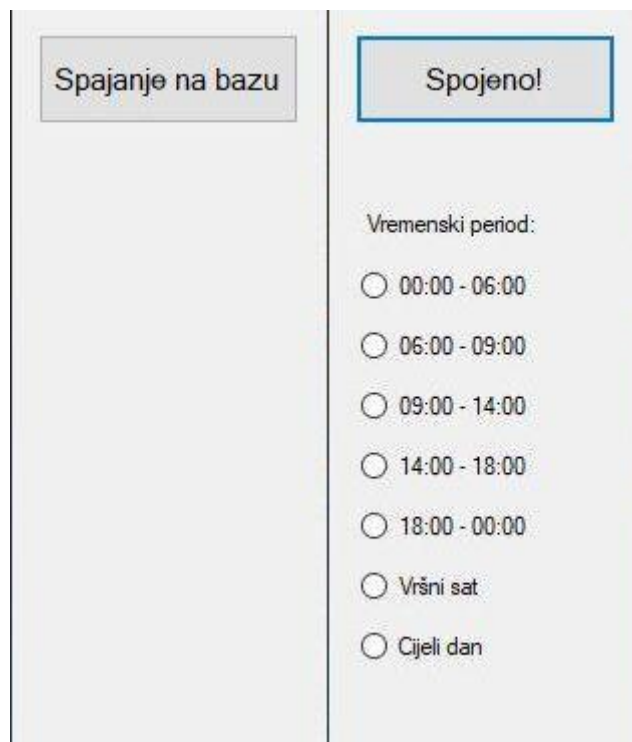 Spajanje na bazu
Spojeno!
Vremenski period:
00:00 - 06:00
06:00 - 09:00
09:00 - 14:00
14:00 - 18:00
18:00 - 00:00
Vršni sat
Cijeli dan